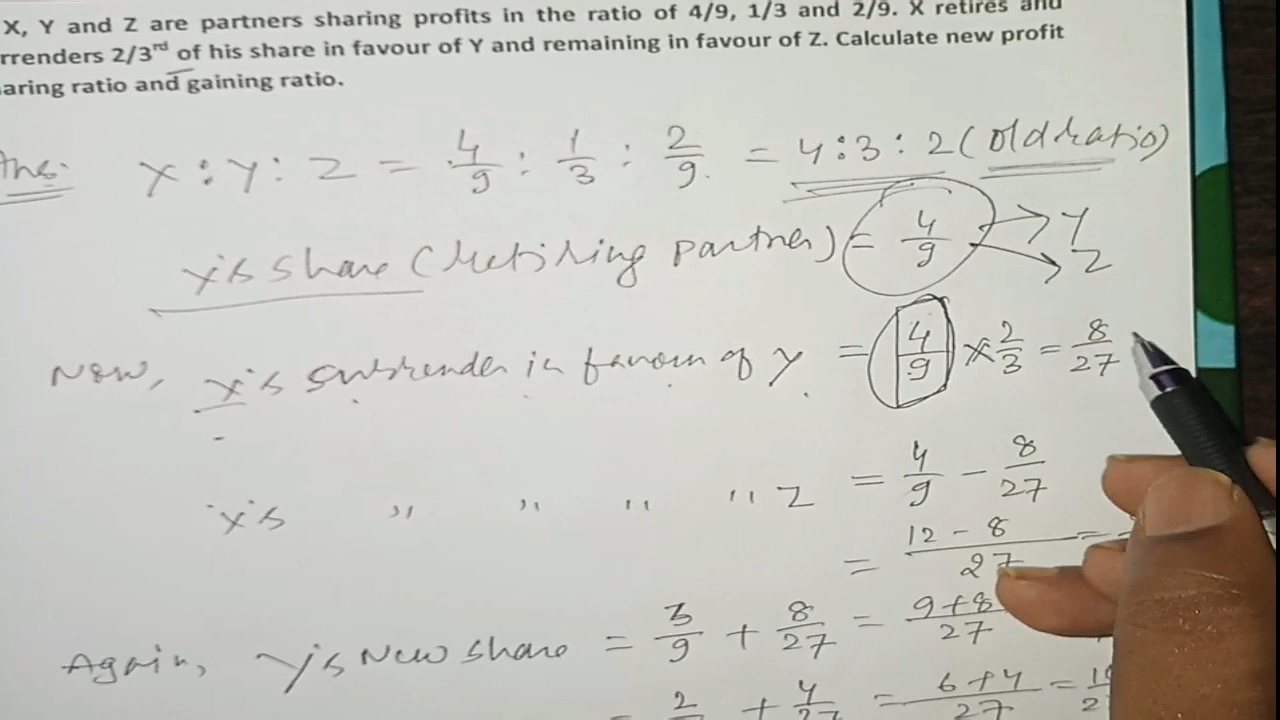 X, Y and Z are partners sharing profits in the ratio of 4/9, 1/3 and 2/9. X retires and
rrenders 2/3rd of his share in favour of Y and remaining in favour of Z. Calculate new profit
aring ratio and gaining ratio.
Ans. X : Y : Z = 4/9 : 1/3 : 2/9. = 4 : 3 : 2 (Old Ratio)
X's share (Retiring partner) = 4/9 Y Z
Now, X's surrender in favour of Y = 4/9 × 2/3 = 8/27
X's " " " " Z = 4/9 - 8/27
= 12 - 8/27 =
Again, Y's New share = 3/9 + 8/27 = 9+8/27
= 2 + 4/27 = 6+4/27 =